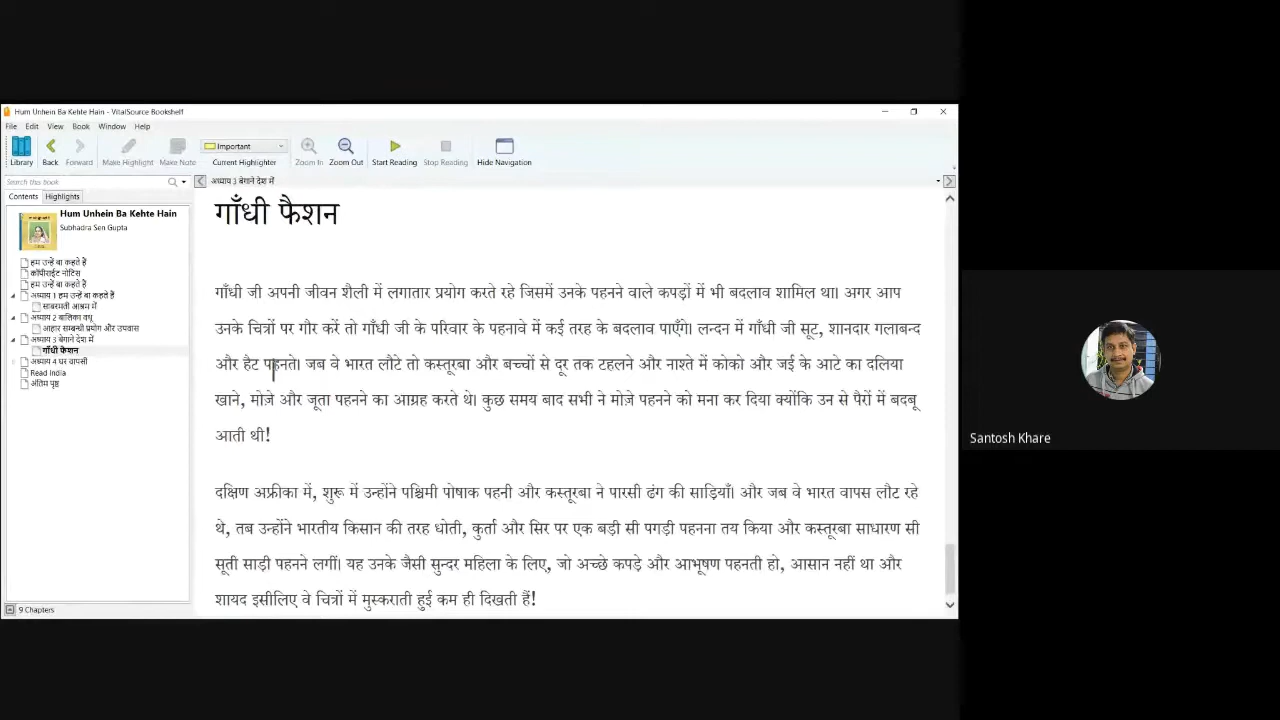 Hum Unhein Ba Kehte Hain - VitalSource Bookshelf
File Edit View Book Window Help
Library Back Forward Make Highlight Make Note Important Current Highlighter Zoom In Zoom Out Start Reading Stop Reading Hide Navigation
Search this book
अध्याय 3 बेगाने देश में
Contents Highlights
Hum Unhein Ba Kehte Hain
Subhadra Sen Gupta
हम उन्हें बा कहते हैं
कॉपीराईट नोटिस
हम उन्हें बा कहते हैं
अध्याय 1 हम उन्हें बा कहते हैं
साबरमती आश्रम में
अध्याय 2 बालिका वधू
आहार सम्बन्धी प्रयोग और उपवास
अध्याय 3 बेगाने देश में
गाँधी फैशन
अध्याय 4 घर वापसी
Read India
अंतिम पृष्ठ
9 Chapters
गाँधी फैशन
गाँधी जी अपनी जीवन शैली में लगातार प्रयोग करते रहे जिसमें उनके पहनने वाले कपड़ों में भी बदलाव शामिल था। अगर आप
उनके चित्रों पर गौर करें तो गाँधी जी के परिवार के पहनावे में कई तरह के बदलाव पाएँगे। लन्दन में गाँधी जी सूट, शानदार गलाबन्द
और हैट पहनते। जब वे भारत लौटे तो कस्तूरबा और बच्चों से दूर तक टहलने और नाश्ते में कोको और जई के आटे का दलिया
खाने, मोज़े और जूता पहनने का आग्रह करते थे। कुछ समय बाद सभी ने मोज़े पहनने को मना कर दिया क्योंकि उन से पैरों में बदबू
आती थी!
दक्षिण अफ्रीका में, शुरू में उन्होंने पश्चिमी पोषाक पहनी और कस्तूरबा ने पारसी ढंग की साड़ियाँ। और जब वे भारत वापस लौट रहे
थे, तब उन्होंने भारतीय किसान की तरह धोती, कुर्ता और सिर पर एक बड़ी सी पगड़ी पहनना तय किया और कस्तूरबा साधारण सी
सूती साड़ी पहनने लगीं। यह उनके जैसी सुन्दर महिला के लिए, जो अच्छे कपड़े और आभूषण पहनती हो, आसान नहीं था और
शायद इसीलिए वे चित्रों में मुस्कराती हुई कम ही दिखती हैं!
Santosh Khare